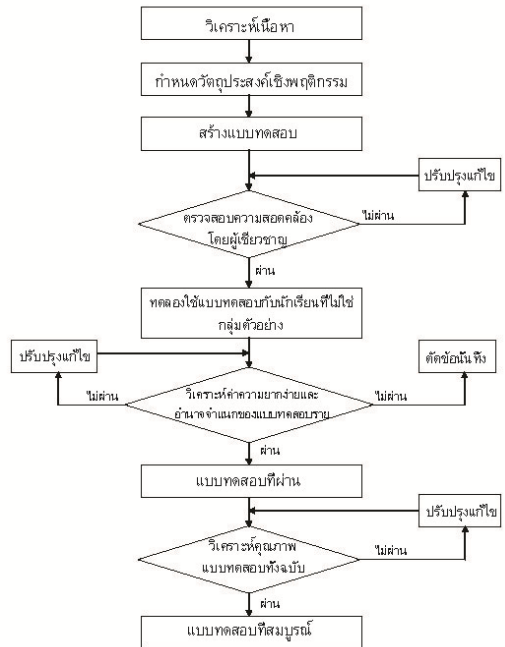 วิเคราะห์เนื้อหา
กำหนดวัตถุประสงค์เชิงพฤติกรรม
สร้างแบบทดสอบ
ปรับปรุงแก้ไข
ตรวจสอบความสอดคล้อง
โดยผู้เชี่ยวชาญ
ไม่ผ่าน
ผ่าน
ทดลองใช้แบบทดสอบกับนักเรียนที่ไม่ใช่
กลุ่มตัวอย่าง
ปรับปรุงแก้ไข
ตัดข้อนั้นทิ้ง
วิเคราะห์ค่าความยากง่ายและ
อำนาจจำแนกของแบบทดสอบราย
ไม่ผ่าน
ไม่ผ่าน
ผ่าน
แบบทดสอบที่ผ่าน
ปรับปรุงแก้ไข
วิเคราะห์คุณภาพ
แบบทดสอบทั้งฉบับ
ไม่ผ่าน
ผ่าน
แบบทดสอบที่สมบูรณ์